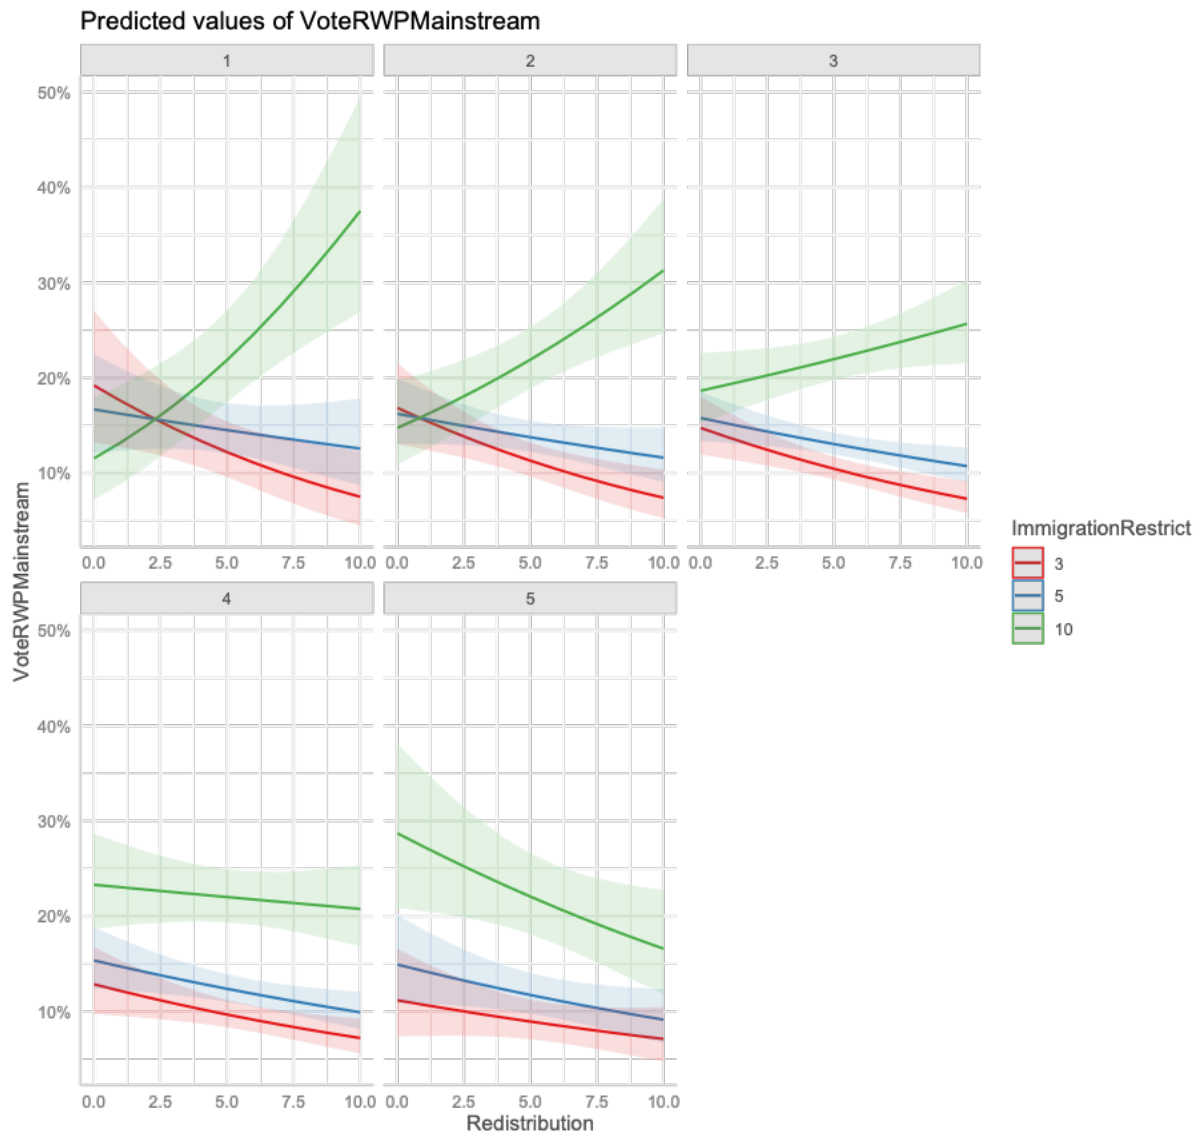 Predicted values of VoteRWPMainstream
1 2 3
50%
40%
30%
20%
10%
0.0 2.5 5.0 7.5 10.0 0.0 2.5 5.0 7.5 10.0 0.0 2.5 5.0 7.5 10.0
4 5
50%
40%
30%
20%
10%
0.0 2.5 5.0 7.5 10.0 0.0 2.5 5.0 7.5 10.0
Redistribution
VoteRWPMainstream
ImmigrationRestrict
3
5
10